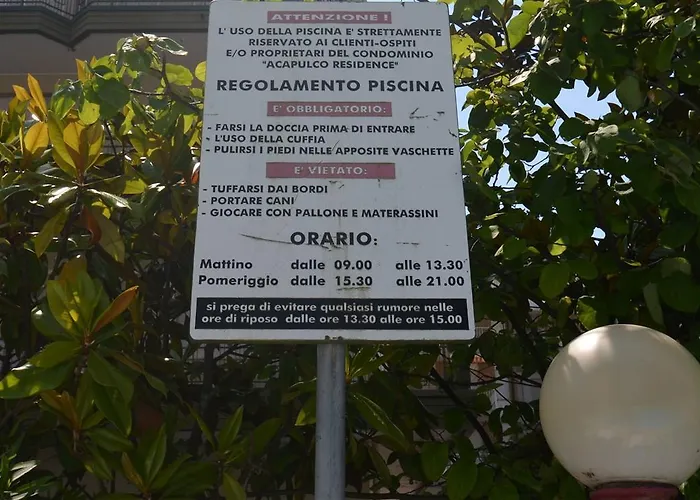 ATTENZIONE !
L' USO DELLA PISCINA E' STRETTAMENTE
RISERVATO AI CLIENTI-OSPITI
E/O PROPRIETARI DEL CONDOMINIO
"ACAPULCO RESIDENCE"
REGOLAMENTO PISCINA
E' OBBLIGATORIO:
- FARSI LA DOCCIA PRIMA DI ENTRARE
- L'USO DELLA CUFFIA
- PULIRSI I PIEDI NELLE APPOSITE VASCHETTE
E' VIETATO:
- TUFFARSI DAI BORDI
- PORTARE CANI
- GIOCARE CON PALLONE E MATERASSINI
ORARIO:
Mattino dalle 09.00 alle 13.30
Pomeriggio dalle 15.30 alle 21.00
si prega di evitare qualsiasi rumore nelle
ore di riposo dalle ore 13.30 alle ore 15.00